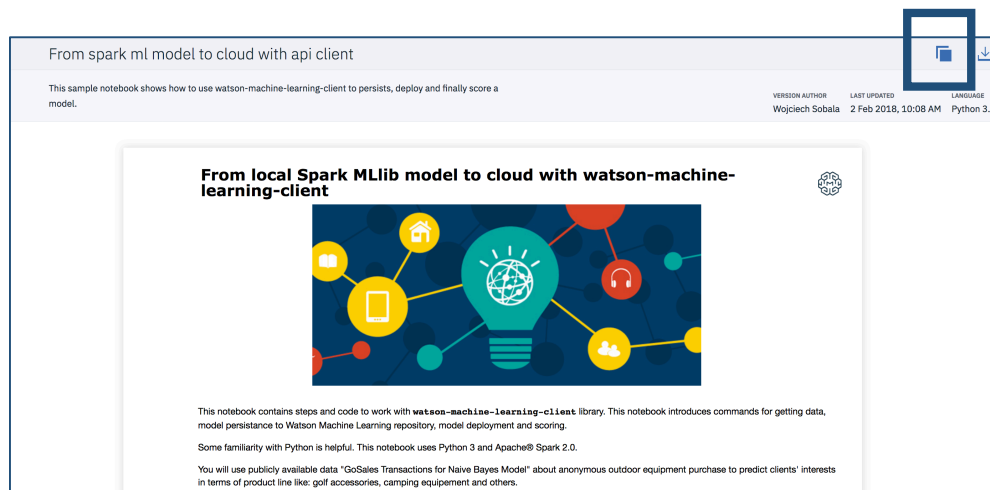 From spark ml model to cloud with api client
This sample notebook shows how to use watson-machine-learning-client to persists, deploy and finally score a
model.
VERSION AUTHOR LAST UPDATED LANGUAGE
Wojciech Sobala 2 Feb 2018, 10:08 AM Python 3.
From local Spark MLlib model to cloud with watson-machine-
learning-client
This notebook contains steps and code to work with watson-machine-learning-client library. This notebook introduces commands for getting data,
model persistance to Watson Machine Learning repository, model deployment and scoring.
Some familiarity with Python is helpful. This notebook uses Python 3 and Apache® Spark 2.0.
You will use publicly available data "GoSales Transactions for Naive Bayes Model" about anonymous outdoor equipment purchase to predict clients' interests
in terms of product line like: golf accessories, camping equipement and others.